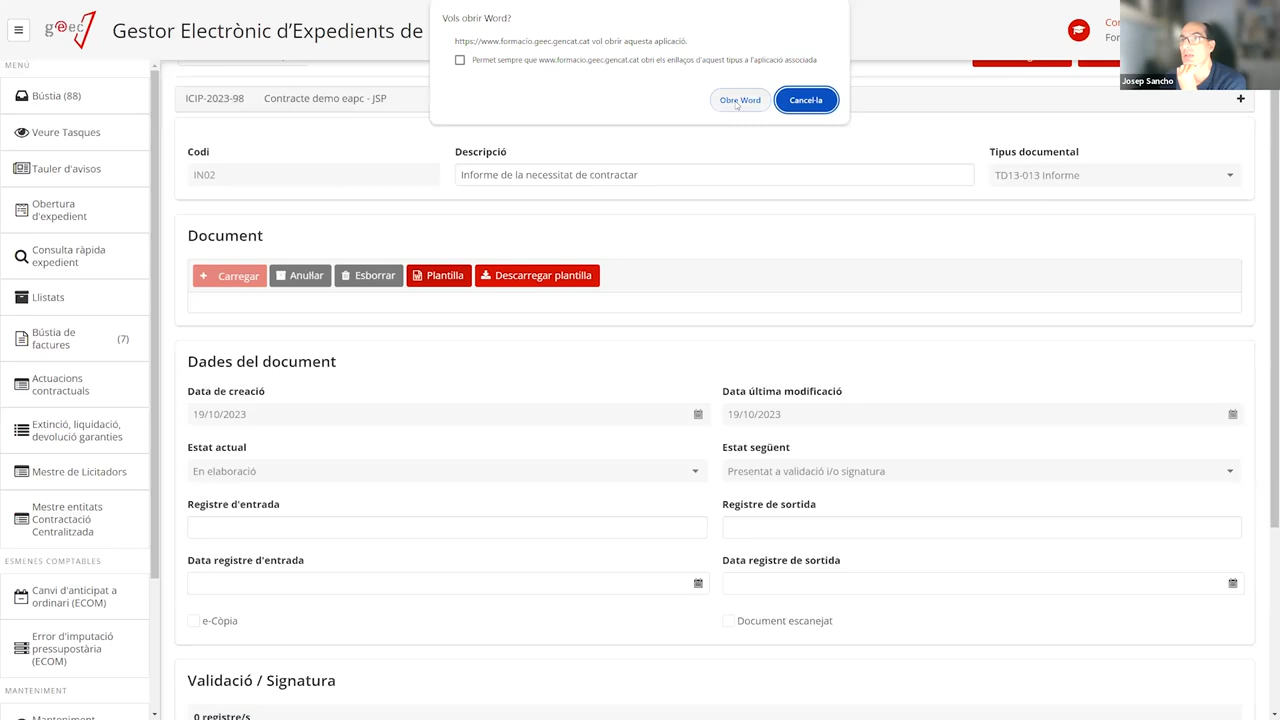 Vols obrir Word?
https://www.formacio.geec.gencat.cat vol obrir aquesta aplicació.
Permet sempre que www.formacio.geec.gencat.cat obri els enllaços d'aquest tipus a l'aplicació associada
Obre Word
Cancel·la
geec
Gestor Electrònic d'Expedients de
Josep Sancho
MENÚ
Bústia (88)
Veure Tasques
Tauler d'avisos
Obertura
d'expedient
Consulta ràpida
expedient
Llistats
Bústia de
factures
(7)
Actuacions
contractuals
Extinció, liquidació,
devolució garanties
Mestre de Licitadors
Mestre entitats
Contractació
Centralitzada
ESMENES COMPTABLES
Canvi d'anticipat a
ordinari (ECOM)
Error d'imputació
pressupostària
(ECOM)
MANTENIMENT
Manteniment
ICIP-2023-98 Contracte demo eapc - JSP
Codi Descripció Tipus documental
IN02 Informe de la necessitat de contractar TD13-013 Informe
Document
+ Carregar Anul·lar Esborrar Plantilla Descarregar plantilla
Dades del document
Data de creació Data última modificació
19/10/2023 19/10/2023
Estat actual Estat següent
En elaboració Presentat a validació i/o signatura
Registre d'entrada Registre de sortida
Data registre d'entrada Data registre de sortida
e-Còpia Document escanejat
Validació / Signatura
0 registre/s